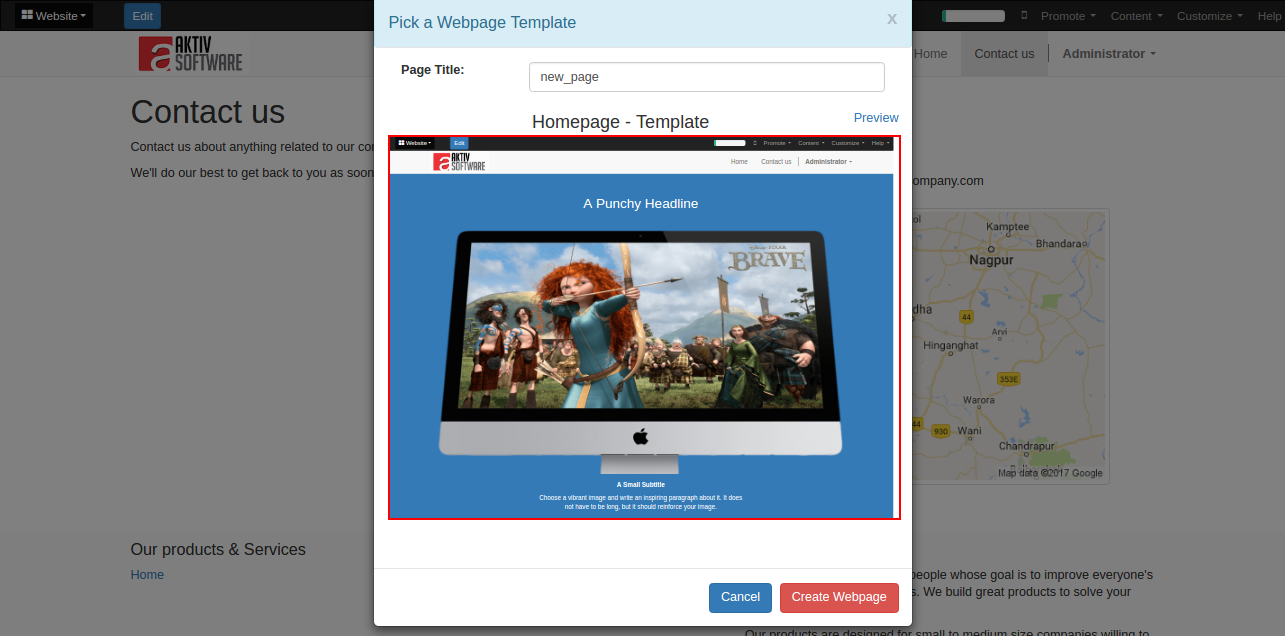 Website
Edit
Promote
Content
Customize
Help
AKTIV
SOFTWARE
Home
Contact us
Administrator
Contact us
Contact us about anything related to our
We'll do our best to get back to you as soon
ompany.com
Pick a Webpage Template
x
Page Title:
new_page
Homepage - Template
Preview
Website
Edit
Promote
Content
Customize
Help
AKTIV
SOFTWARE
Home
Contact us
Administrator
A Punchy Headline
DISNEY · PIXAR
BRAVE
A Small Subtitle
Choose a vibrant image and write an inspiring paragraph about it. It does
not have to be long, but it should reinforce your image.
Kamptee
Bhandara
Nagpur
dha
44
Arvi
Hinganghat
353E
Warora
44
930
Wani
Chandrapur
Map data ©2017 Google
Cancel
Create Webpage
Our products & Services
Home
people whose goal is to improve everyone's
s. We build great products to solve your
Our products are designed for small to medium size companies willing to